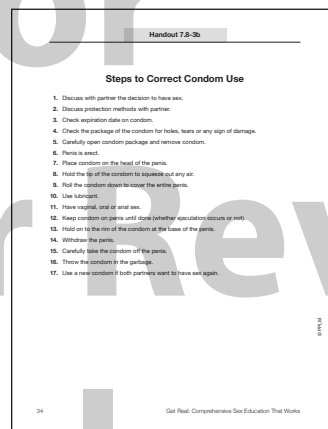 Handout 7.8-3b
Steps to Correct Condom Use
1. Discuss with partner the decision to have sex.
2. Discuss protection methods with partner.
3. Check expiration date on condom.
4. Check the package of the condom for holes, tears or any sign of damage.
5. Carefully open condom package and remove condom.
6. Penis is erect.
7. Place condom on the head of the penis.
8. Hold the tip of the condom to squeeze out any air.
9. Roll the condom down to cover the entire penis.
10. Use lubricant.
11. Have vaginal, oral or anal sex.
12. Keep condom on penis until done (whether ejaculation occurs or not).
13. Hold on to the rim of the condom at the base of the penis.
14. Withdraw the penis.
15. Carefully take the condom off the penis.
16. Throw the condom in the garbage.
17. Use a new condom if both partners want to have sex again.
© PPLM
34 Get Real: Comprehensive Sex Education That Works
or
r Rev